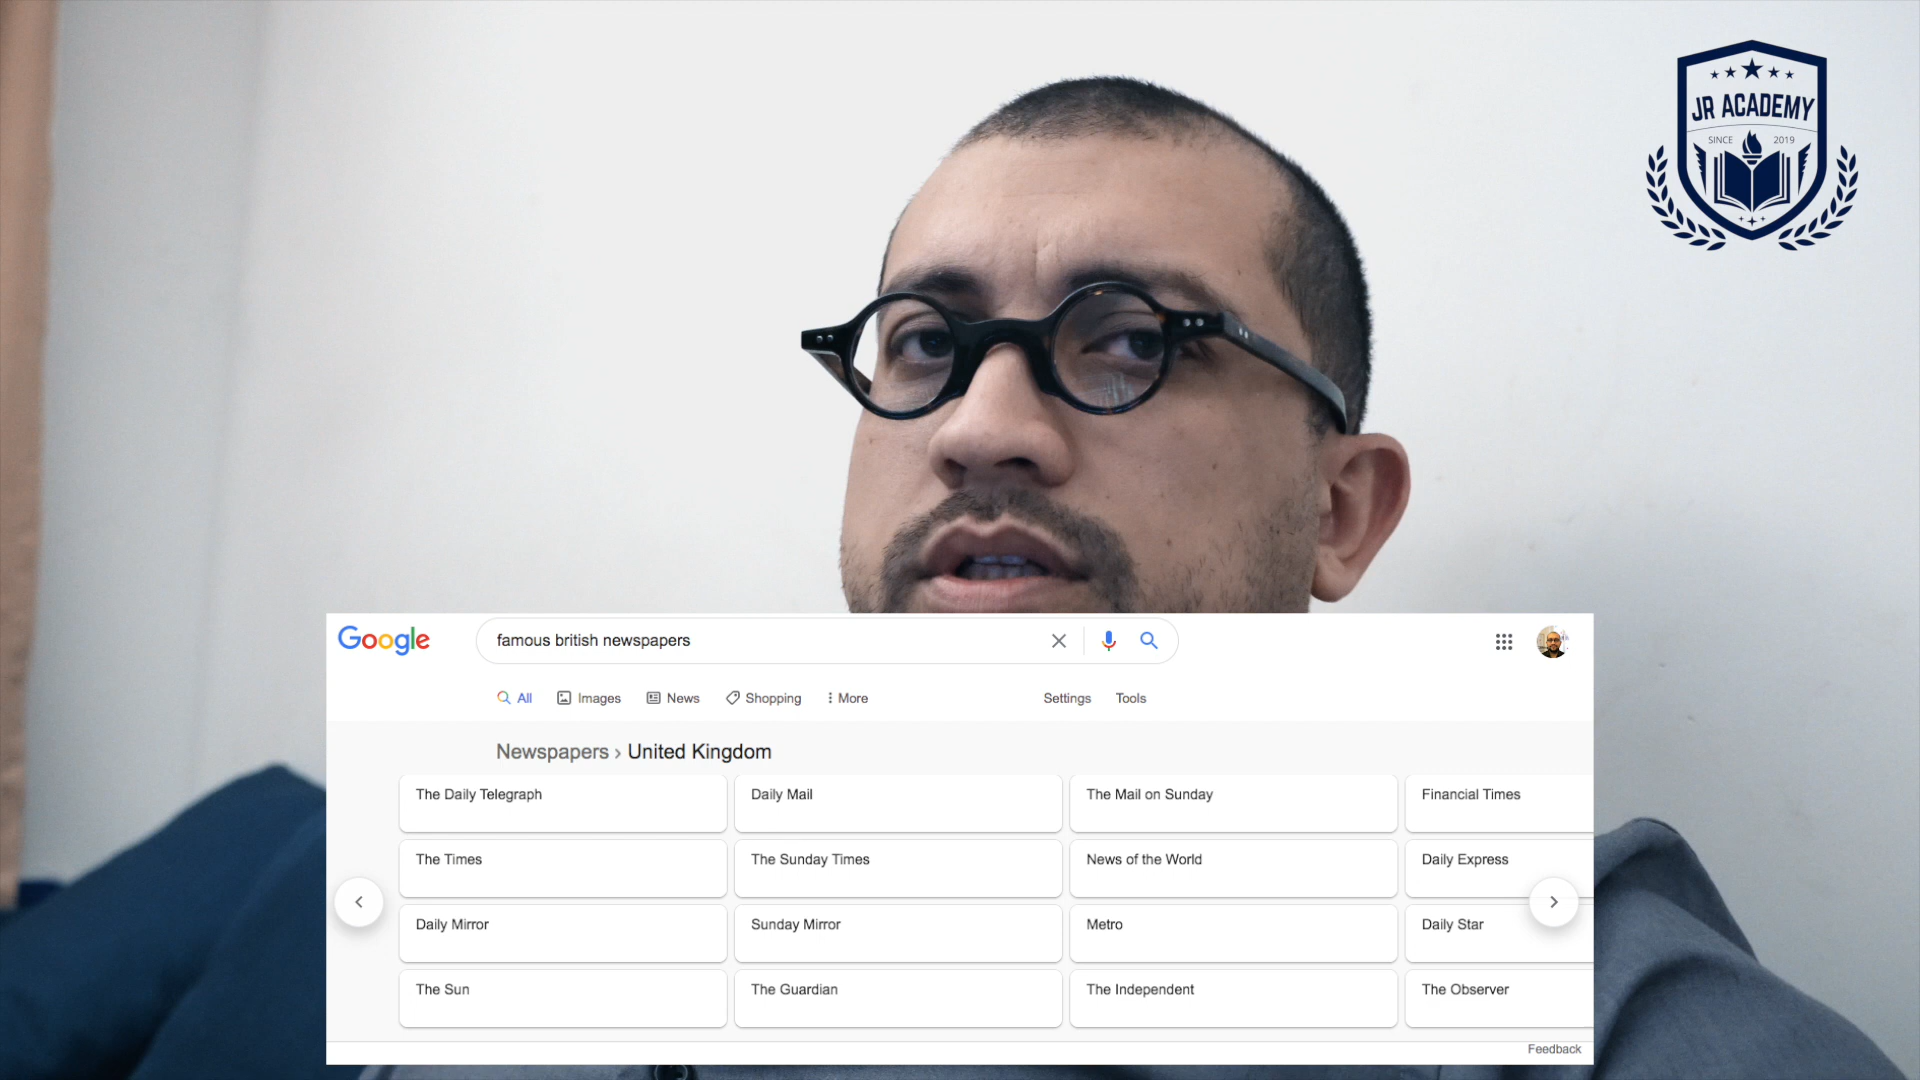 JR ACADEMY
SINCE 2019
Google
famous british newspapers
All Images News Shopping More Settings Tools
Newspapers › United Kingdom
The Daily Telegraph Daily Mail The Mail on Sunday Financial Times
The Times The Sunday Times News of the World Daily Express
Daily Mirror Sunday Mirror Metro Daily Star
The Sun The Guardian The Independent The Observer
Feedback